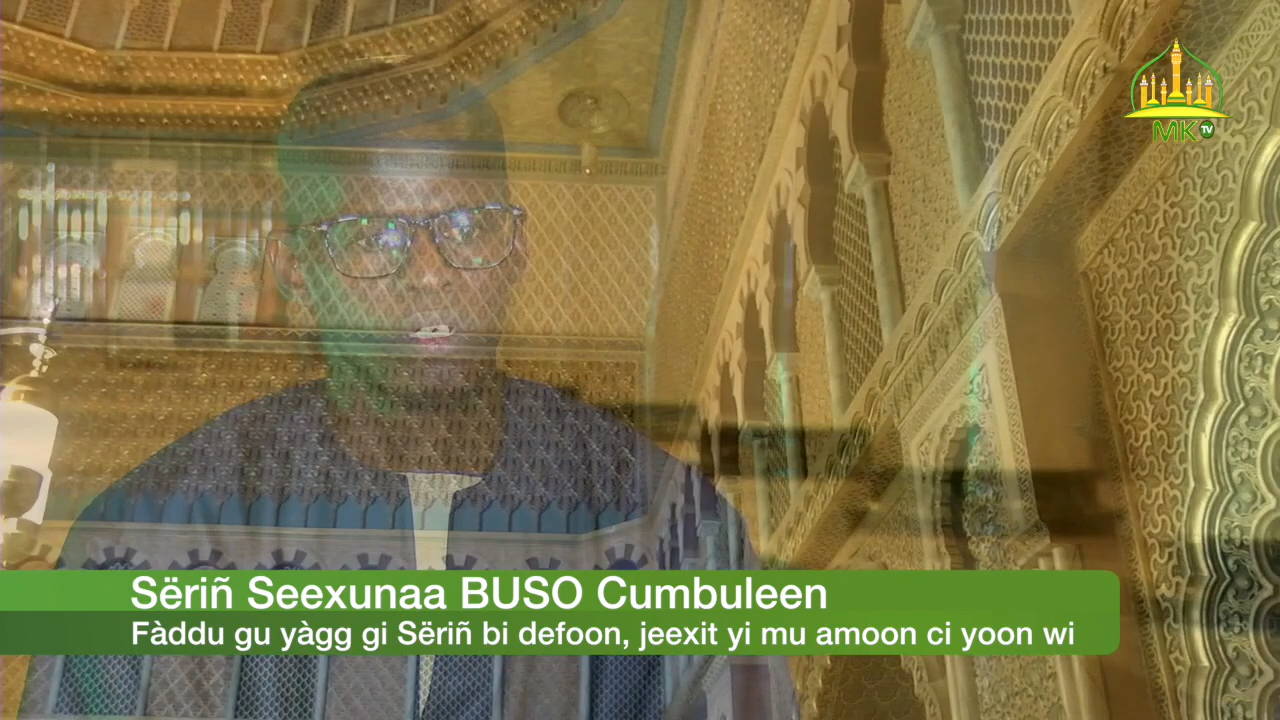 MK TV
Sëriñ Seexunaa BUSO Cumbuleen
Fàddu gu yàgg gi Sëriñ bi defoon, jeexit yi mu amoon ci yoon wi